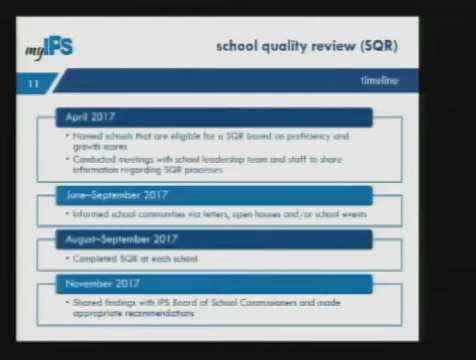 myIPS
school quality review (SQR)
11
timeline
April 2017
• Named schools that are eligible for a SQR based on proficiency and
growth scores
• Conducted meetings with school leadership team and staff to share
information regarding SQR processes
June–September 2017
• Informed school communities via letters, open houses and/or school events
August–September 2017
• Completed SQR at each school
November 2017
• Shared findings with IPS Board of School Commissioners and made
appropriate recommendations